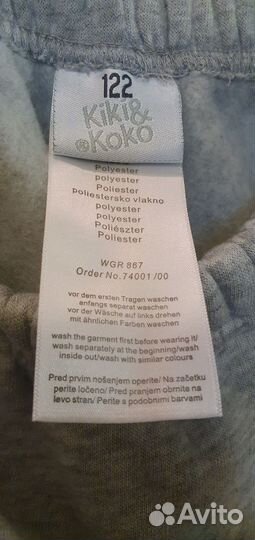 122
Kiki&
®Koko
Polyester
polyester
Poliester
poliestersko vlakno
polyester
Poliészter
Poliester
WGR 867
Order No.74001/00
vor dem ersten Tragen waschen
anfangs separat waschen
vor der Wäsche auf links drehen
mit ähnlichen Farben waschen
wash the garment first before wearing it/
wash separately at the beginning/wash
inside out/wash with similar colours
Pred prvim nošenjem operite/ Na začetku
perite ločeno/ Pred pranjem obrnite na
levo stran/ Perite s podobnimi barvami
Avito